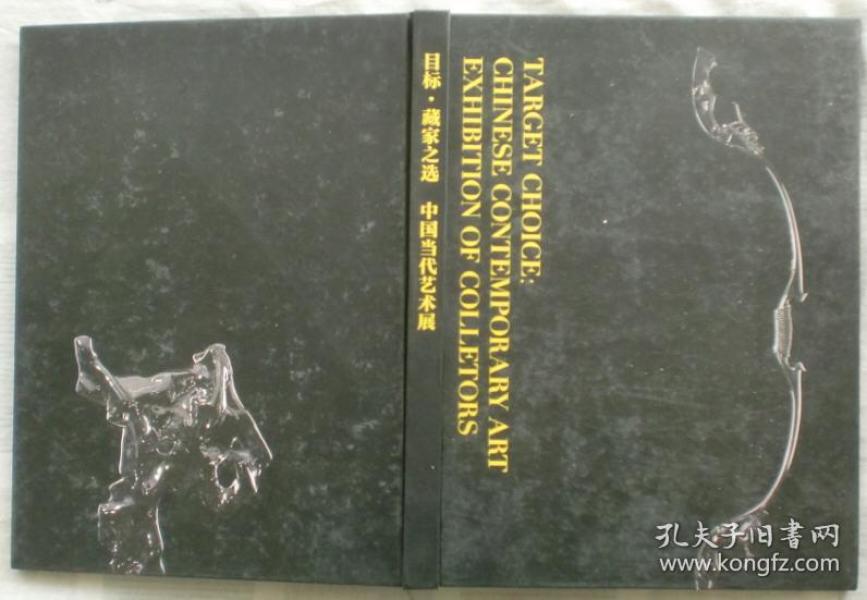 目标·藏家之选 中国当代艺术展
TARGET CHOICE:
CHINESE CONTEMPORARY ART
EXHIBITION OF COLLETORS
孔夫子旧书网
www.kongfz.com